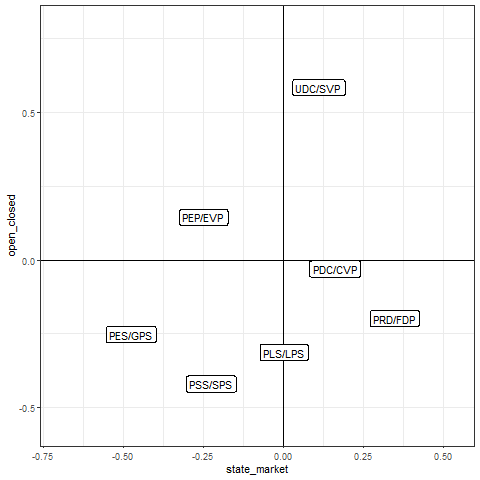 UDC/SVP
0.5
PEP/EVP
open_closed
0.0
PDC/CVP
PRD/FDP
PES/GPS
PLS/LPS
PSS/SPS
-0.5
-0.75 -0.50 -0.25 0.00 0.25 0.50
state_market